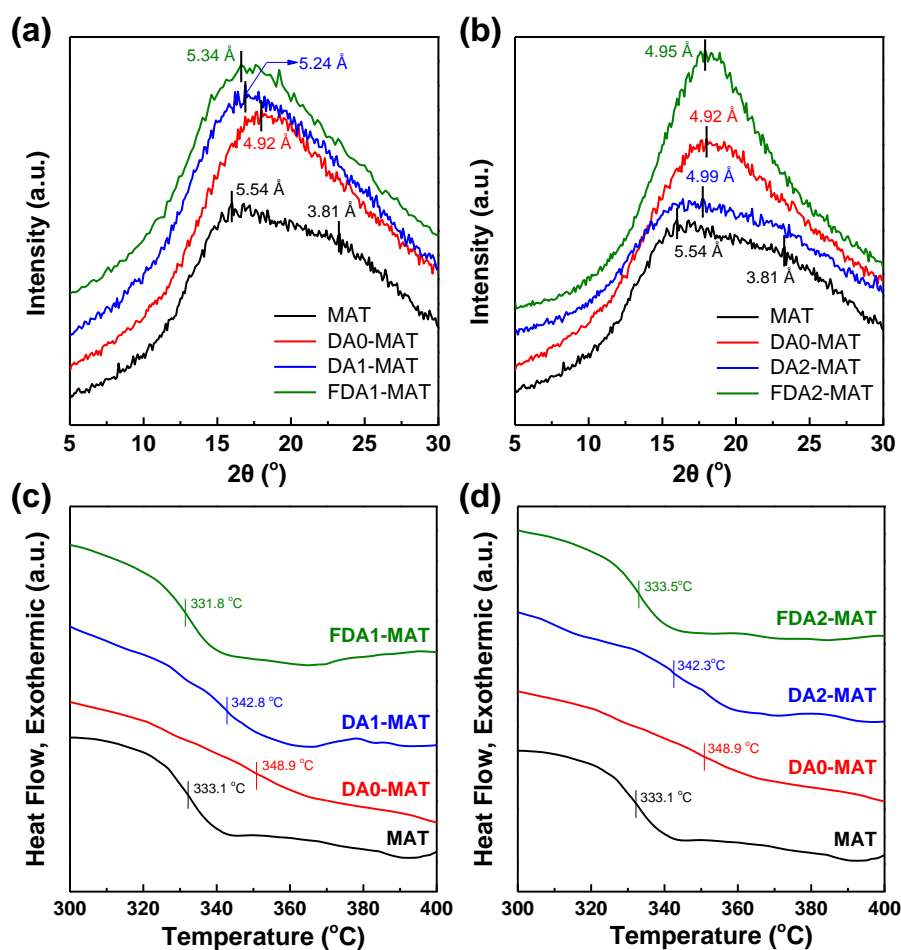 (a)
5.34 Å
5.24 Å
4.92 Å
5.54 Å
3.81 Å
MAT
DA0-MAT
DA1-MAT
FDA1-MAT
Intensity (a.u.)
5 10 15 20 25 30
2θ (°)
(b)
4.95 Å
4.92 Å
4.99 Å
5.54 Å
3.81 Å
MAT
DA0-MAT
DA2-MAT
FDA2-MAT
Intensity (a.u.)
5 10 15 20 25 30
2θ (°)
(c)
331.8 °C
FDA1-MAT
342.8 °C
DA1-MAT
348.9 °C
DA0-MAT
333.1 °C
MAT
Heat Flow, Exothermic (a.u.)
300 320 340 360 380 400
Temperature (°C)
(d)
333.5°C
FDA2-MAT
342.3°C
DA2-MAT
348.9 °C
DA0-MAT
333.1 °C
MAT
Heat Flow, Exothermic (a.u.)
300 320 340 360 380 400
Temperature (°C)